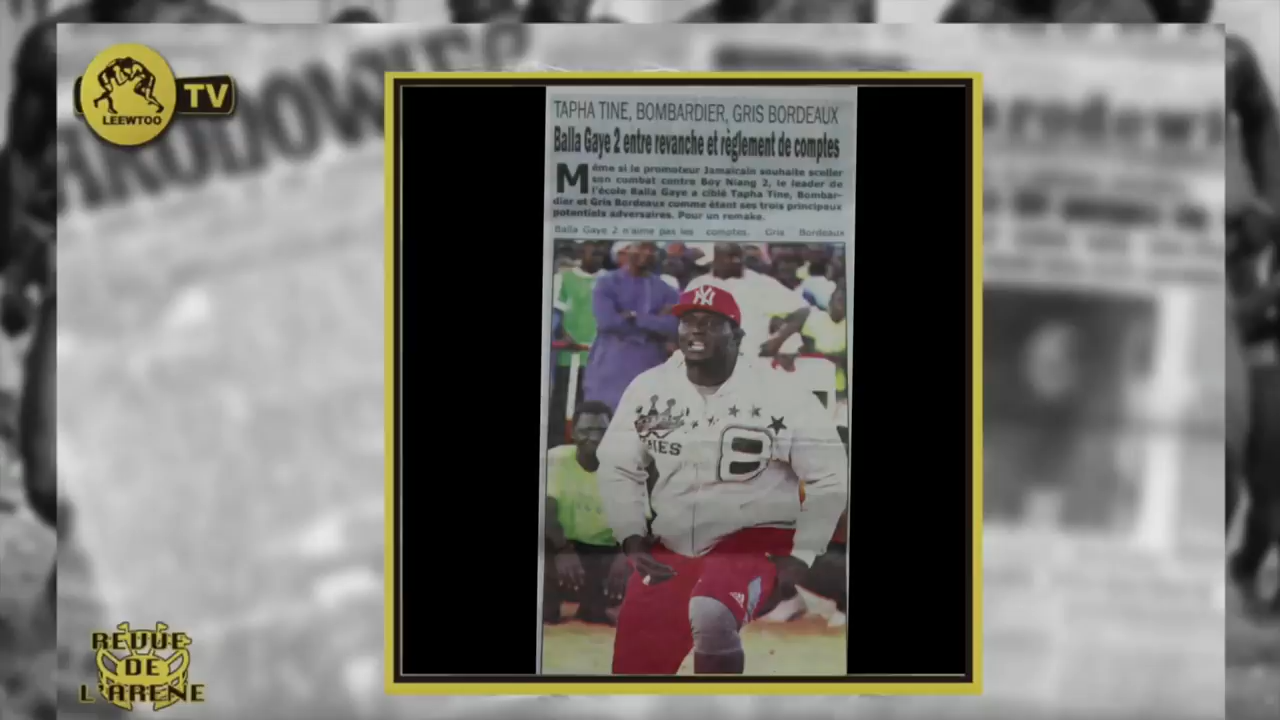 LEEWTOO
TV
TAPHA TINE, BOMBARDIER, GRIS BORDEAUX
Balla Gaye 2 entre revanche et règlement de comptes
Même si le promoteur Jamaïcain souhaite sceller
son combat contre Boy Niang 2, le leader de
l'école Balla Gaye a ciblé Tapha Tine, Bombar-
dier et Gris Bordeaux comme étant ses trois principaux
potentiels adversaires. Pour un remake.
Balla Gaye 2 n'aime pas les comptes. Gris Bordeaux
NY
B
REVUE
DE
L'ARENE